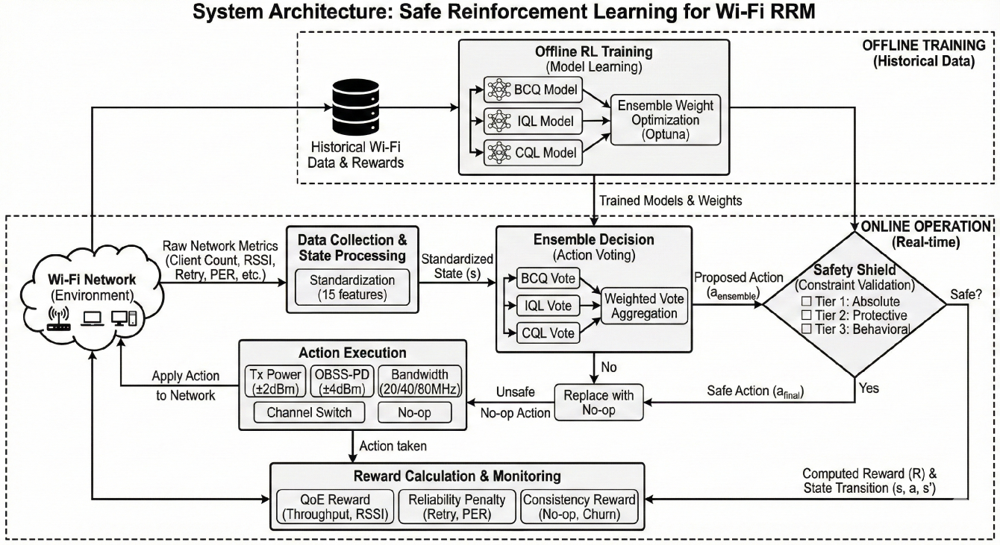 System Architecture: Safe Reinforcement Learning for Wi-Fi RRM
OFFLINE TRAINING
(Historical Data)
Offline RL Training
(Model Learning)
BCQ Model
IQL Model
CQL Model
Ensemble Weight
Optimization
(Optuna)
Historical Wi-Fi
Data & Rewards
Trained Models & Weights
ONLINE OPERATION
(Real-time)
Wi-Fi Network
(Environment)
Raw Network Metrics
(Client Count, RSSI,
Retry, PER, etc.)
Data Collection &
State Processing
Standardization
(15 features)
Standardized
State (s)
Ensemble Decision
(Action Voting)
BCQ Vote
IQL Vote
CQL Vote
Weighted Vote
Aggregation
Proposed Action
(a_ensemble)
Safety Shield
(Constraint Validation)
☐ Tier 1: Absolute
☐ Tier 2: Protective
☐ Tier 3: Behavioral
Safe?
Action Execution
Tx Power
(±2dBm)
OBSS-PD
(±4dBm)
Bandwidth
(20/40/80MHz)
Channel Switch
No-op
Apply Action
to Network
No
Unsafe
No-op Action
Replace with
No-op
Safe Action (a_final)
Yes
Action taken
Reward Calculation & Monitoring
QoE Reward
(Throughput, RSSI)
Reliability Penalty
(Retry, PER)
Consistency Reward
(No-op, Churn)
Computed Reward (R) &
State Transition (s, a, s')